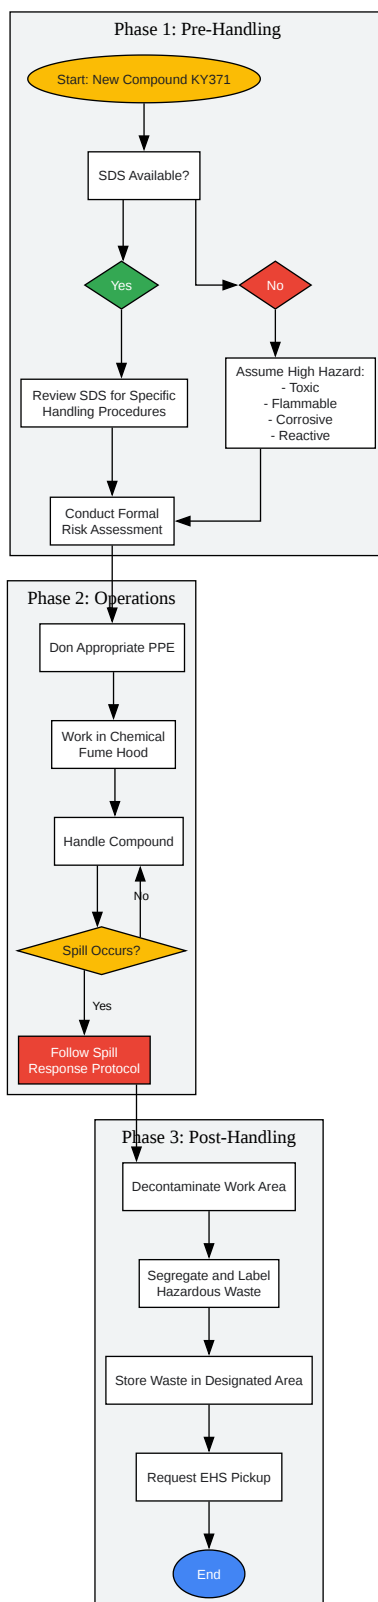 Phase 1: Pre-Handling
Start: New Compound KY371
SDS Available?
Yes
No
Assume High Hazard:
- Toxic
- Flammable
- Corrosive
- Reactive
Review SDS for Specific
Handling Procedures
Conduct Formal
Risk Assessment
Phase 2: Operations
Don Appropriate PPE
Work in Chemical
Fume Hood
Handle Compound
No
Spill Occurs?
Yes
Follow Spill
Response Protocol
Phase 3: Post-Handling
Decontaminate Work Area
Segregate and Label
Hazardous Waste
Store Waste in Designated Area
Request EHS Pickup
End